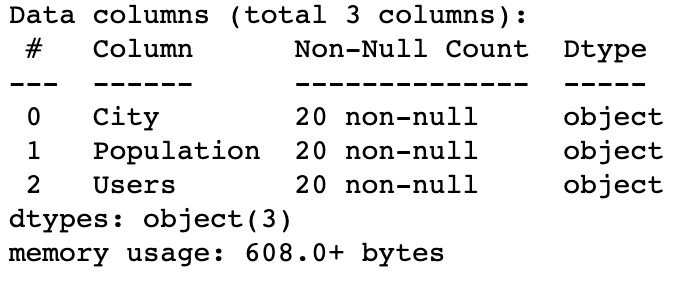 Data columns (total 3 columns):
 #   Column      Non-Null Count  Dtype
---  ------      --------------  -----
 0   City        20 non-null     object
 1   Population  20 non-null     object
 2   Users       20 non-null     object
dtypes: object(3)
memory usage: 608.0+ bytes